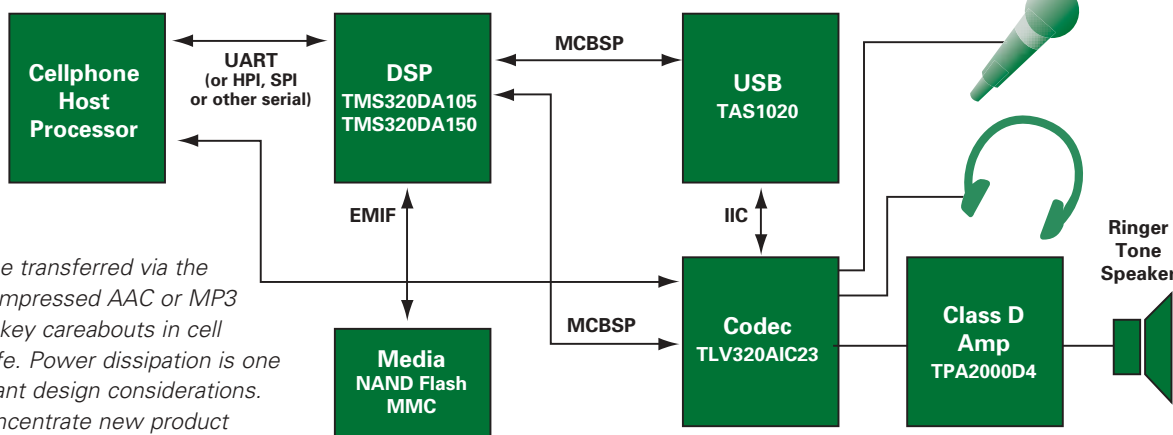 Cellphone
Host
Processor
UART
(or HPI, SPI
or other serial)
DSP
TMS320DA105
TMS320DA150
MCBSP
USB
TAS1020
EMIF
IIC
Ringer
Tone
Speaker
MCBSP
Media
NAND Flash
MMC
Codec
TLV320AIC23
Class D
Amp
TPA2000D4
e transferred via the
mpressed AAC or MP3
key careabouts in cell
fe. Power dissipation is one
ant design considerations.
ncentrate new product